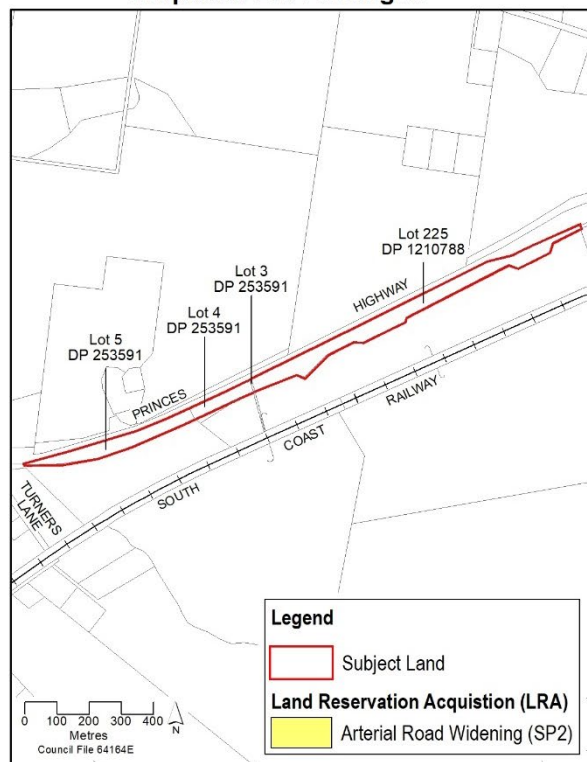 Lot 225
DP 1210788
Lot 3
DP 253591
HIGHWAY
Lot 4
DP 253591
Lot 5
DP 253591
PRINCES
RAILWAY
COAST
SOUTH
TURNERS
LANE
Legend
Subject Land
Land Reservation Acquistion (LRA)
Arterial Road Widening (SP2)
0 100 200 300 400
Metres
N
Council File 64164E